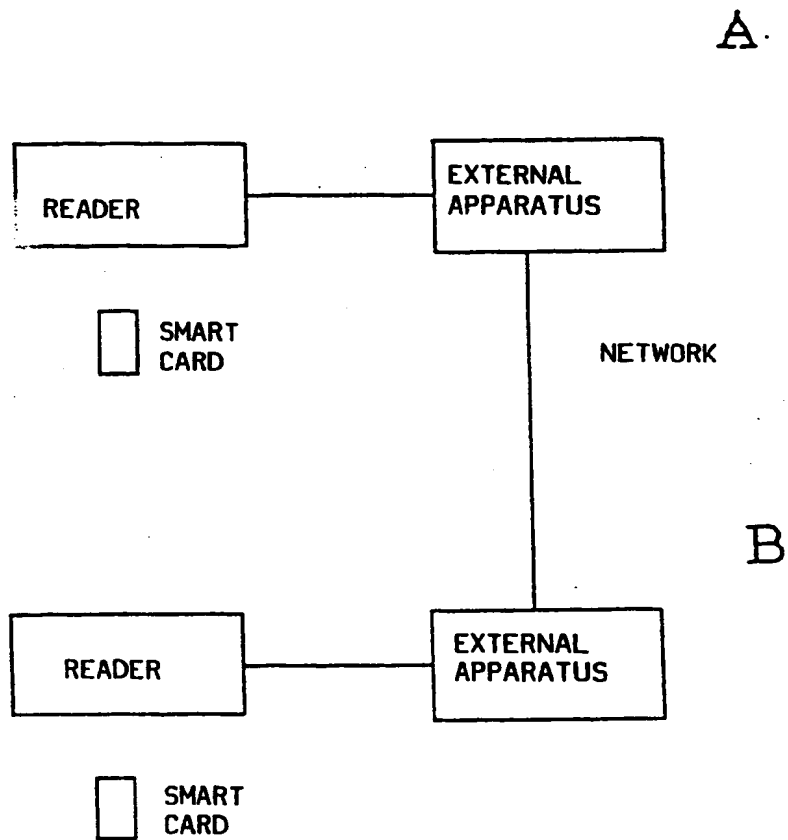 A
READER
EXTERNAL
APPARATUS
SMART
CARD
NETWORK
B
READER
EXTERNAL
APPARATUS
SMART
CARD